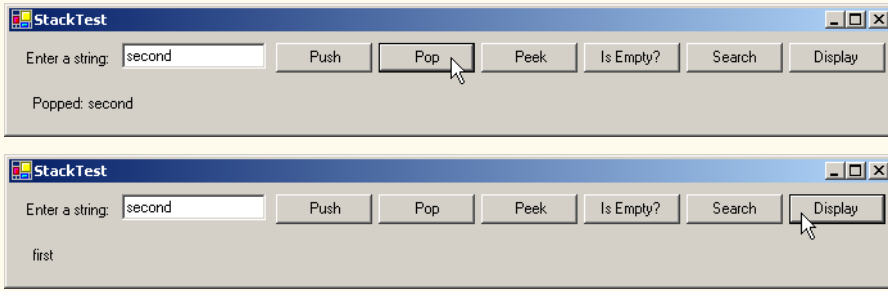 StackTest
Enter a string: second Push Pop Peek Is Empty? Search Display
Popped: second
StackTest
Enter a string: second Push Pop Peek Is Empty? Search Display
first